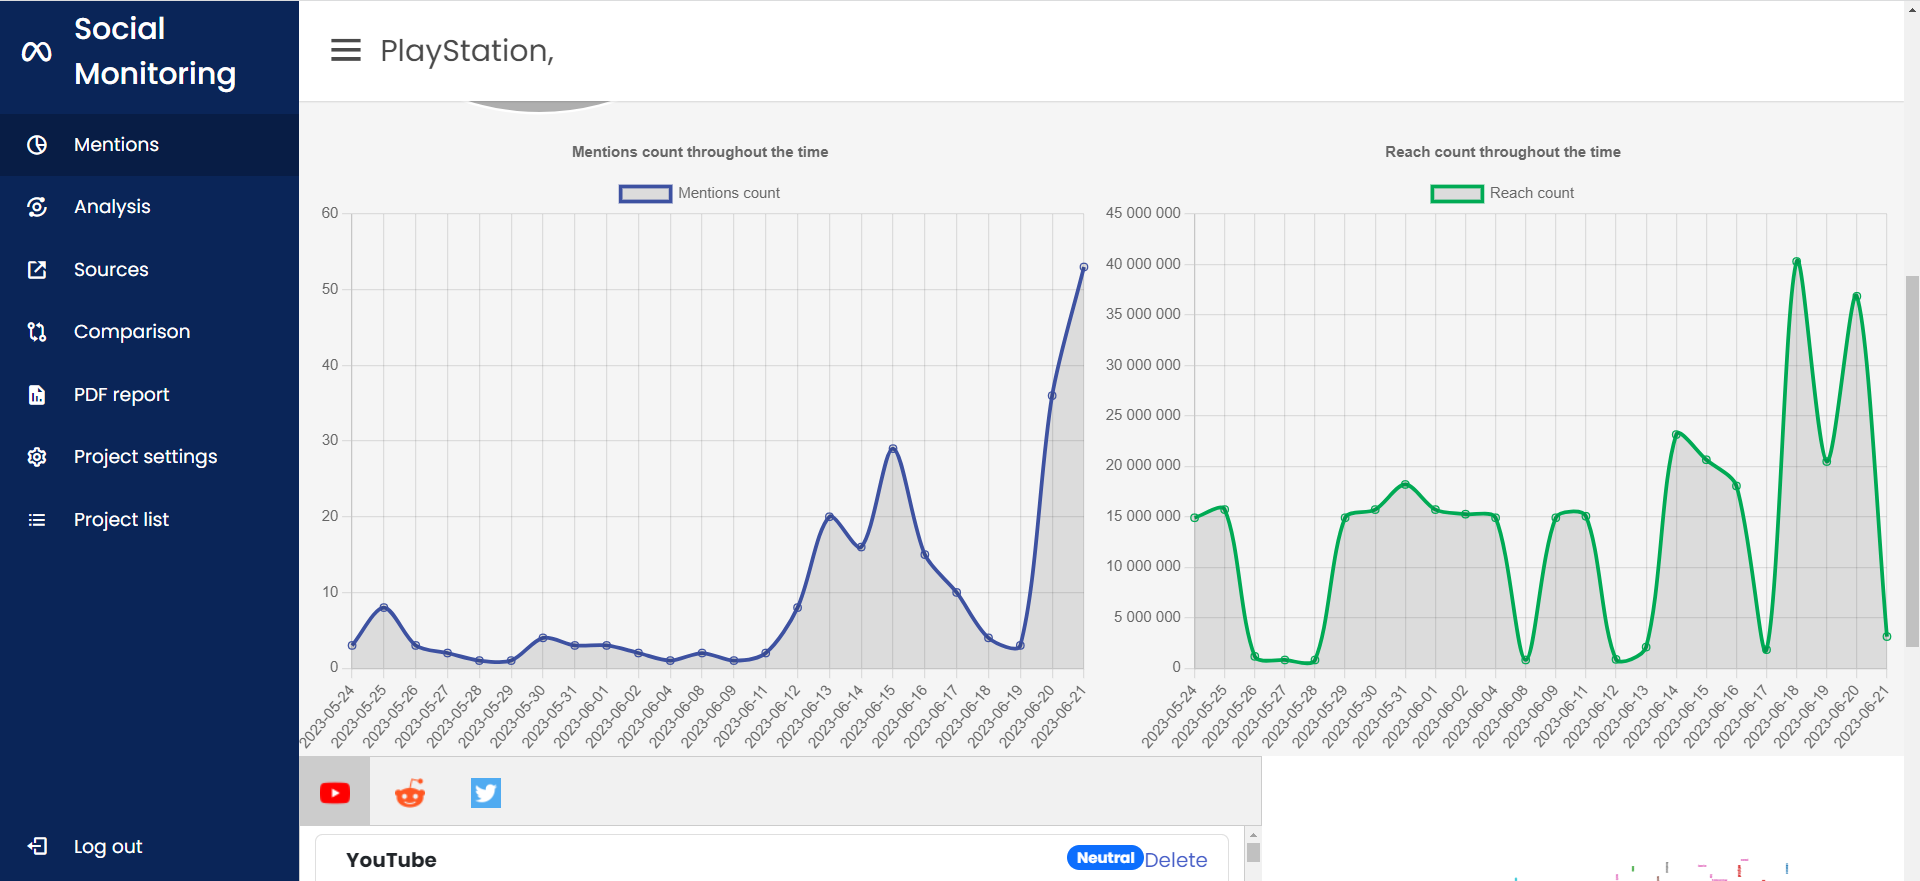 Social
Monitoring
PlayStation,
Mentions
Analysis
Sources
Comparison
PDF report
Project settings
Project list
Log out
Mentions count throughout the time
Mentions count
60
50
40
30
20
10
0
2023-05-24
2023-05-25
2023-05-26
2023-05-27
2023-05-28
2023-05-29
2023-05-30
2023-05-31
2023-06-01
2023-06-02
2023-06-04
2023-06-08
2023-06-09
2023-06-11
2023-06-12
2023-06-13
2023-06-14
2023-06-15
2023-06-16
2023-06-17
2023-06-18
2023-06-19
2023-06-20
2023-06-21
Reach count throughout the time
Reach count
45 000 000
40 000 000
35 000 000
30 000 000
25 000 000
20 000 000
15 000 000
10 000 000
5 000 000
0
2023-05-24
2023-05-25
2023-05-26
2023-05-27
2023-05-28
2023-05-29
2023-05-30
2023-05-31
2023-06-01
2023-06-02
2023-06-04
2023-06-08
2023-06-09
2023-06-11
2023-06-12
2023-06-13
2023-06-14
2023-06-15
2023-06-16
2023-06-17
2023-06-18
2023-06-19
2023-06-20
2023-06-21
YouTube
Neutral Delete